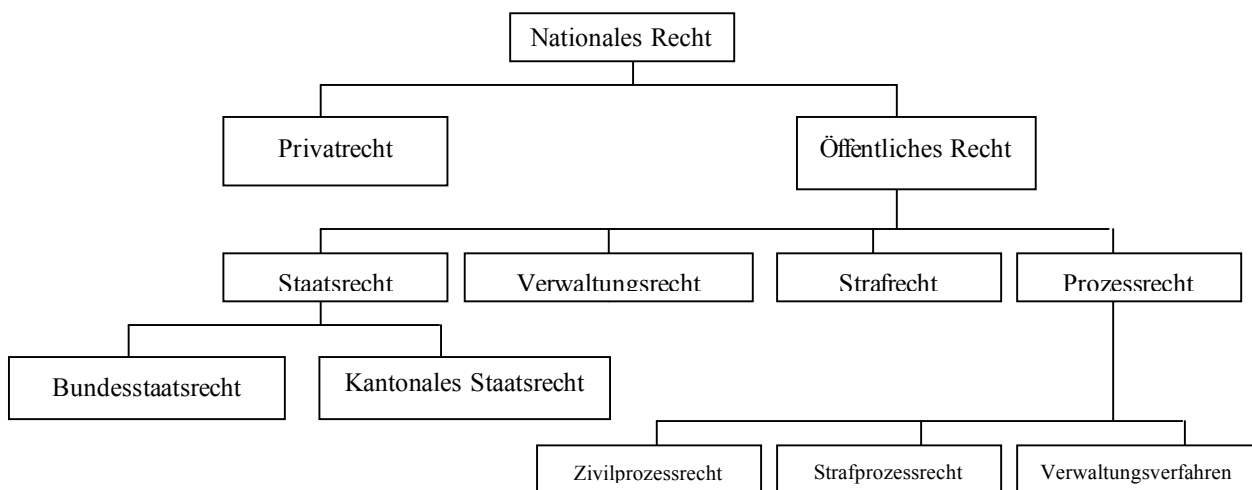 Nationales Recht
Privatrecht
Öffentliches Recht
Staatsrecht
Verwaltungsrecht
Strafrecht
Prozessrecht
Bundesstaatsrecht
Kantonales Staatsrecht
Zivilprozessrecht
Strafprozessrecht
Verwaltungsverfahren